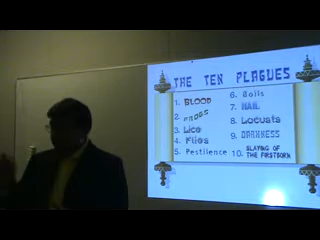 THE TEN PLAGUES
1. BLOOD
2. FROGS
3. Lice
4. Flies
5. Pestilence
6. Boils
7. HAIL
8. Locusts
9. DARKNESS
10. SLAYING OF
THE FIRSTBORN